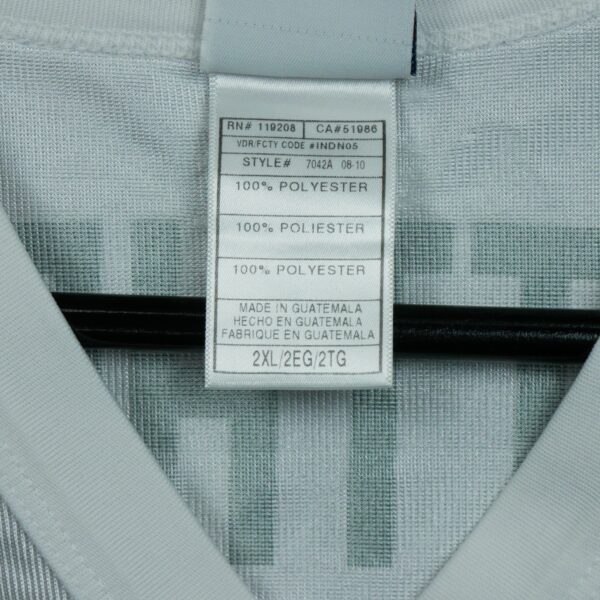 RN# 119208 CA#51986
VDR/FCTY CODE #INDN05
STYLE# 7042A 08-10
100% POLYESTER
100% POLIESTER
100% POLYESTER
MADE IN GUATEMALA
HECHO EN GUATEMALA
FABRIQUE EN GUATEMALA
2XL/2EG/2TG